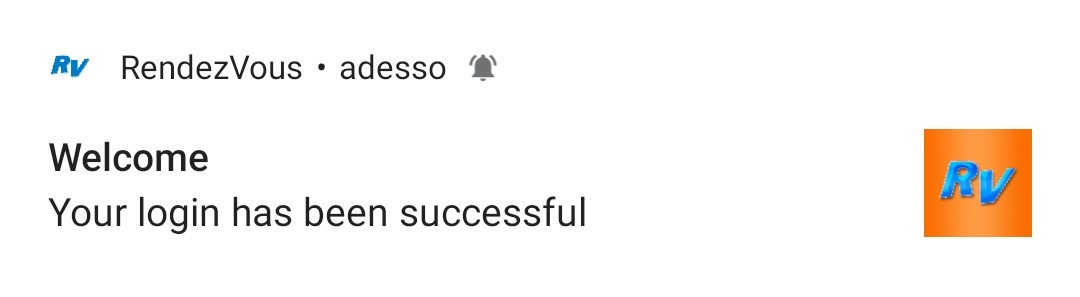 RV RendezVous • adesso
Welcome
Your login has been successful
RV